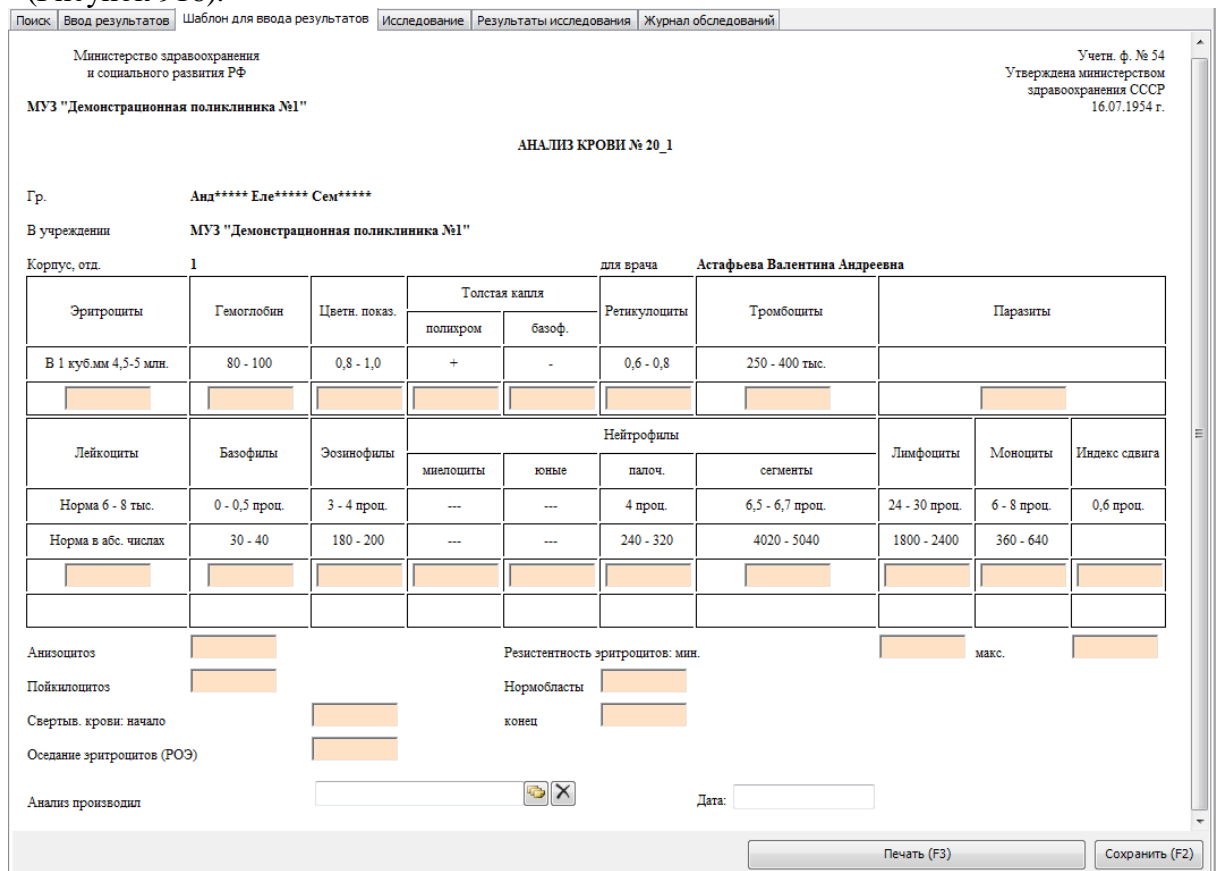 (Рисунок 916).
Поиск Ввод результатов Шаблон для ввода результатов Исследование Результаты исследования Журнал обследований
Министерство здравоохранения
и социального развития РФ
Учетн. ф. № 54
Утверждена министерством
здравоохранения СССР
16.07.1954 г.
МУЗ "Демонстрационная поликлиника №1"
АНАЛИЗ КРОВИ № 20_1
Гр. Анд***** Еле***** Сем*****
В учреждении МУЗ "Демонстрационная поликлиника №1"
Корпус, отд. 1 для врача Астафьева Валентина Андреевна
Эритроциты Гемоглобин Цветн. показ. Толстая капля Ретикулоциты Тромбоциты Паразиты
полихром базоф.
В 1 куб.мм 4,5-5 млн. 80 - 100 0,8 - 1,0 + - 0,6 - 0,8 250 - 400 тыс.
Лейкоциты Базофилы Эозинофилы Нейтрофилы Лимфоциты Моноциты Индекс сдвига
миелоциты юные палоч. сегменты
Норма 6 - 8 тыс. 0 - 0,5 проц. 3 - 4 проц. --- --- 4 проц. 6,5 - 6,7 проц. 24 - 30 проц. 6 - 8 проц. 0,6 проц.
Норма в абс. числах 30 - 40 180 - 200 --- --- 240 - 320 4020 - 5040 1800 - 2400 360 - 640
Анизоцитоз Резистентность эритроцитов: мин. макс.
Пойкилоцитоз Нормобласты
Свертыв. крови: начало конец
Оседание эритроцитов (РОЭ)
Анализ производил Дата:
Печать (F3) Сохранить (F2)